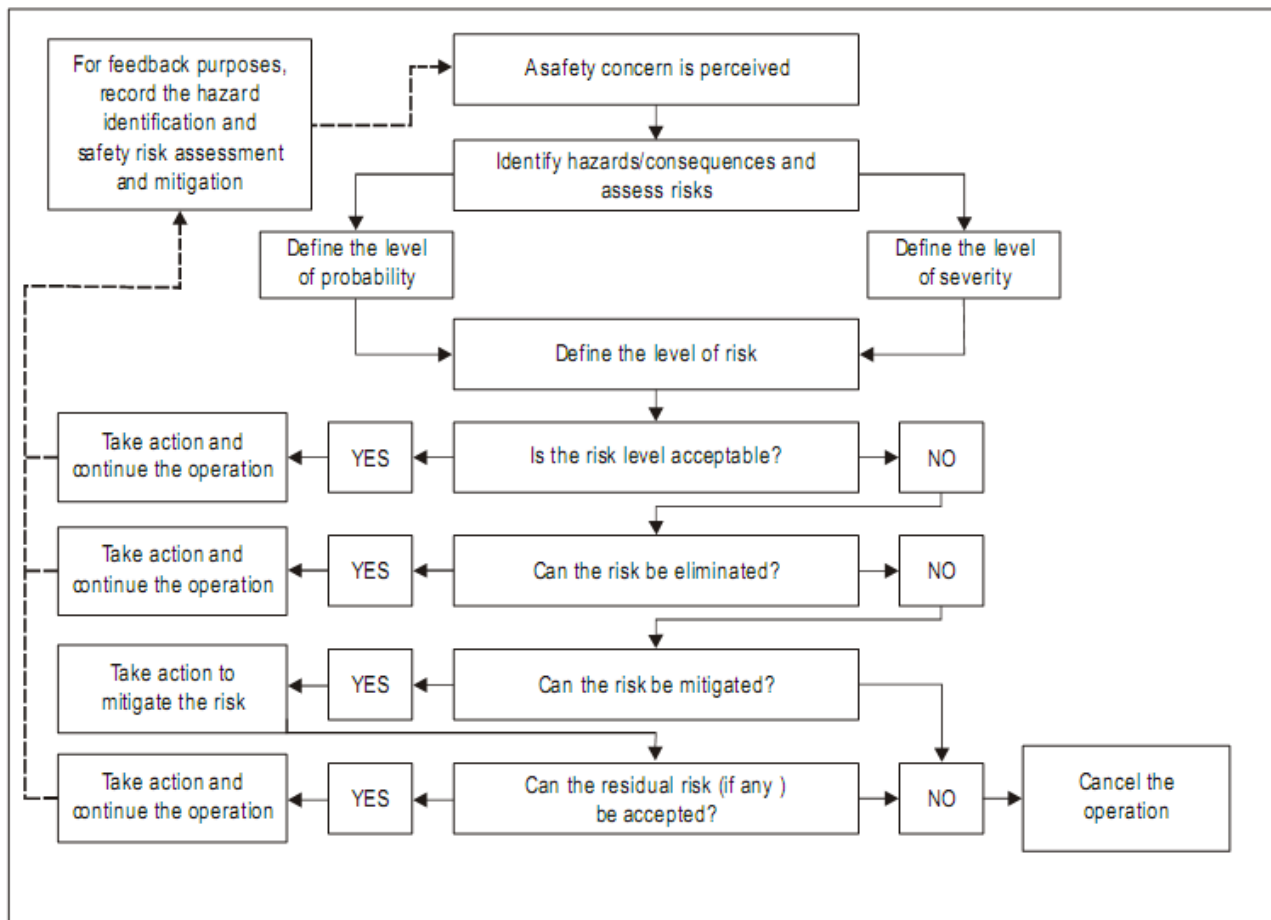 For feedback purposes,
record the hazard
identification and
safety risk assessment
and mitigation
A safety concern is perceived
Identify hazards/consequences and
assess risks
Define the level
of probability
Define the level
of severity
Define the level of risk
Take action and
continue the operation
YES
Is the risk level acceptable?
NO
Take action and
continue the operation
YES
Can the risk be eliminated?
NO
Take action to
mitigate the risk
YES
Can the risk be mitigated?
Take action and
continue the operation
YES
Can the residual risk (if any )
be accepted?
NO
Cancel the
operation